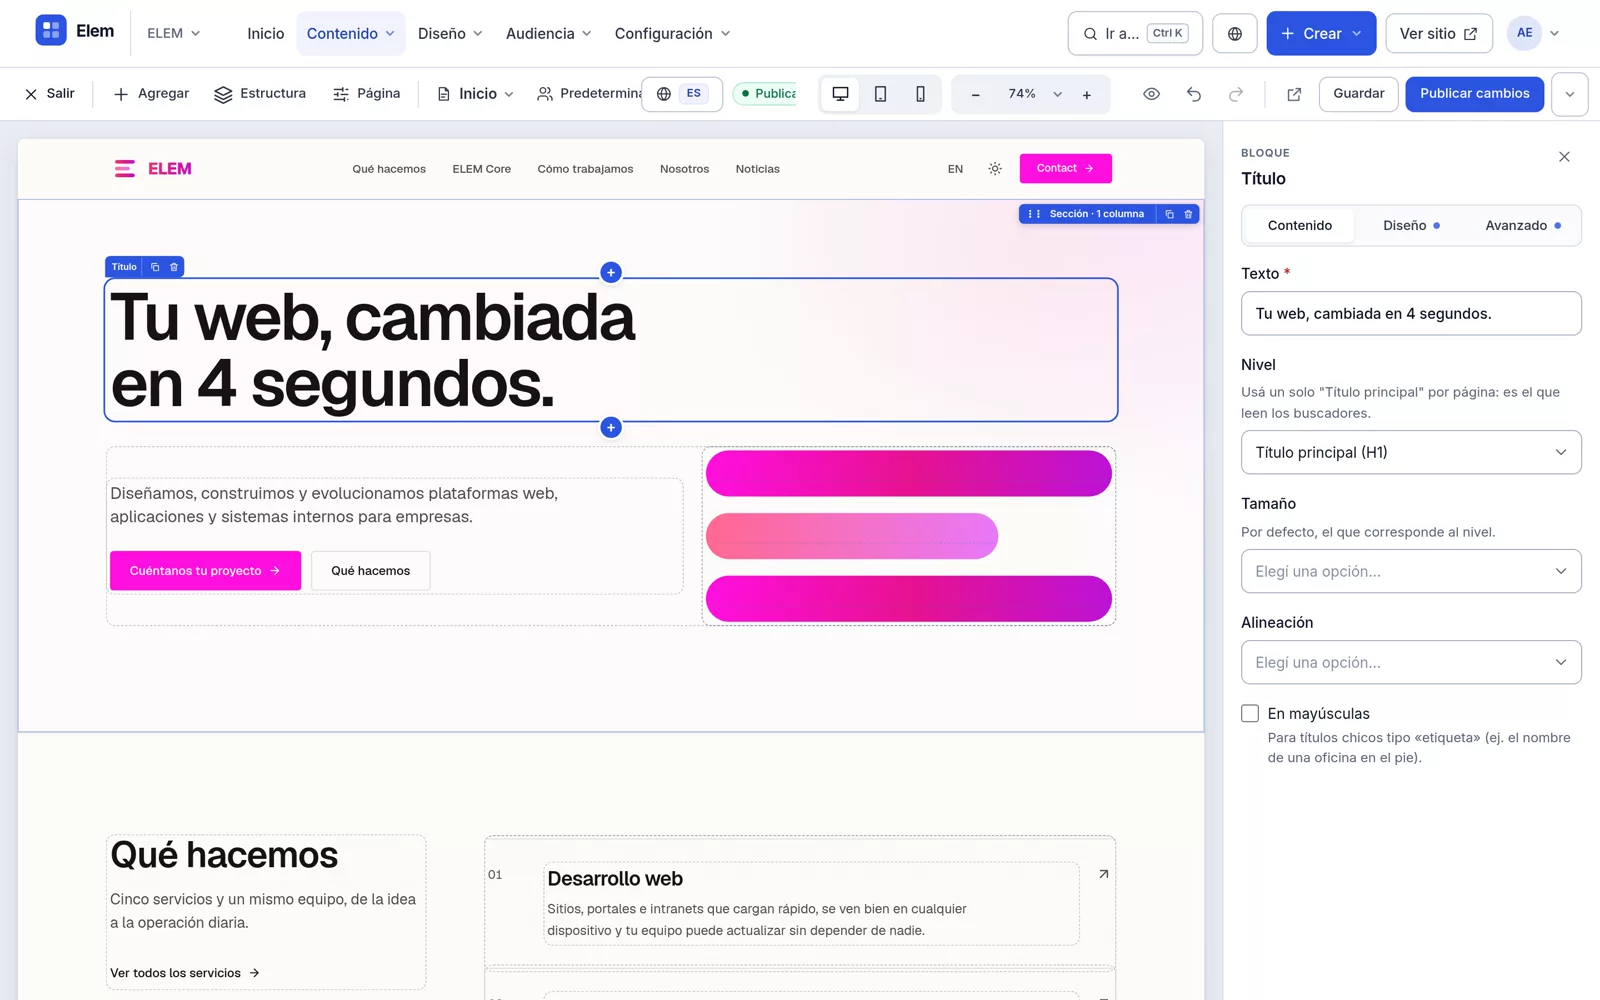 Elem
ELEM
Inicio
Contenido
Diseño
Audiencia
Configuración
Ir a...
Ctrl K
Crear
Ver sitio
AE
Salir
Agregar
Estructura
Página
Inicio
Predetermina
ES
Publica
74%
Guardar
Publicar cambios
ELEM
Qué hacemos
ELEM Core
Cómo trabajamos
Nosotros
Noticias
EN
Contact
Sección · 1 columna
Título
Tu web, cambiada
en 4 segundos.
Diseñamos, construimos y evolucionamos plataformas web,
aplicaciones y sistemas internos para empresas.
Cuéntanos tu proyecto
Qué hacemos
Qué hacemos
Cinco servicios y un mismo equipo, de la idea
a la operación diaria.
Ver todos los servicios
01
Desarrollo web
Sitios, portales e intranets que cargan rápido, se ven bien en cualquier
dispositivo y tu equipo puede actualizar sin depender de nadie.
BLOQUE
Título
Contenido
Diseño
Avanzado
Texto *
Tu web, cambiada en 4 segundos.
Nivel
Usá un solo "Título principal" por página: es el que
leen los buscadores.
Título principal (H1)
Tamaño
Por defecto, el que corresponde al nivel.
Elegí una opción...
Alineación
Elegí una opción...
En mayúsculas
Para títulos chicos tipo «etiqueta» (ej. el nombre
de una oficina en el pie).